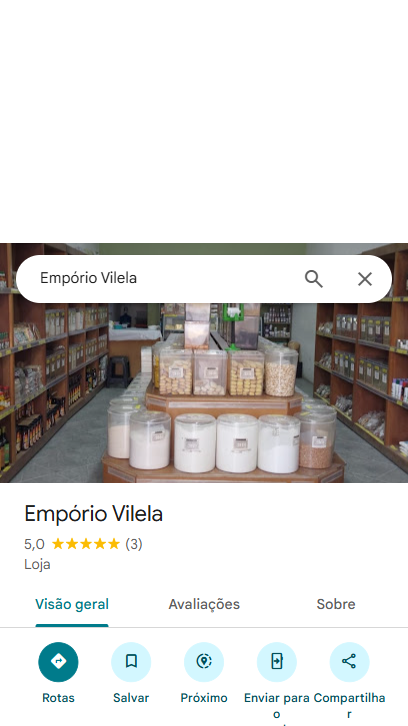 Empório Vilela
Empório Vilela
5,0 (3)
Loja
Visão geral Avaliações Sobre
Rotas Salvar Próximo Enviar para o Compartilhar